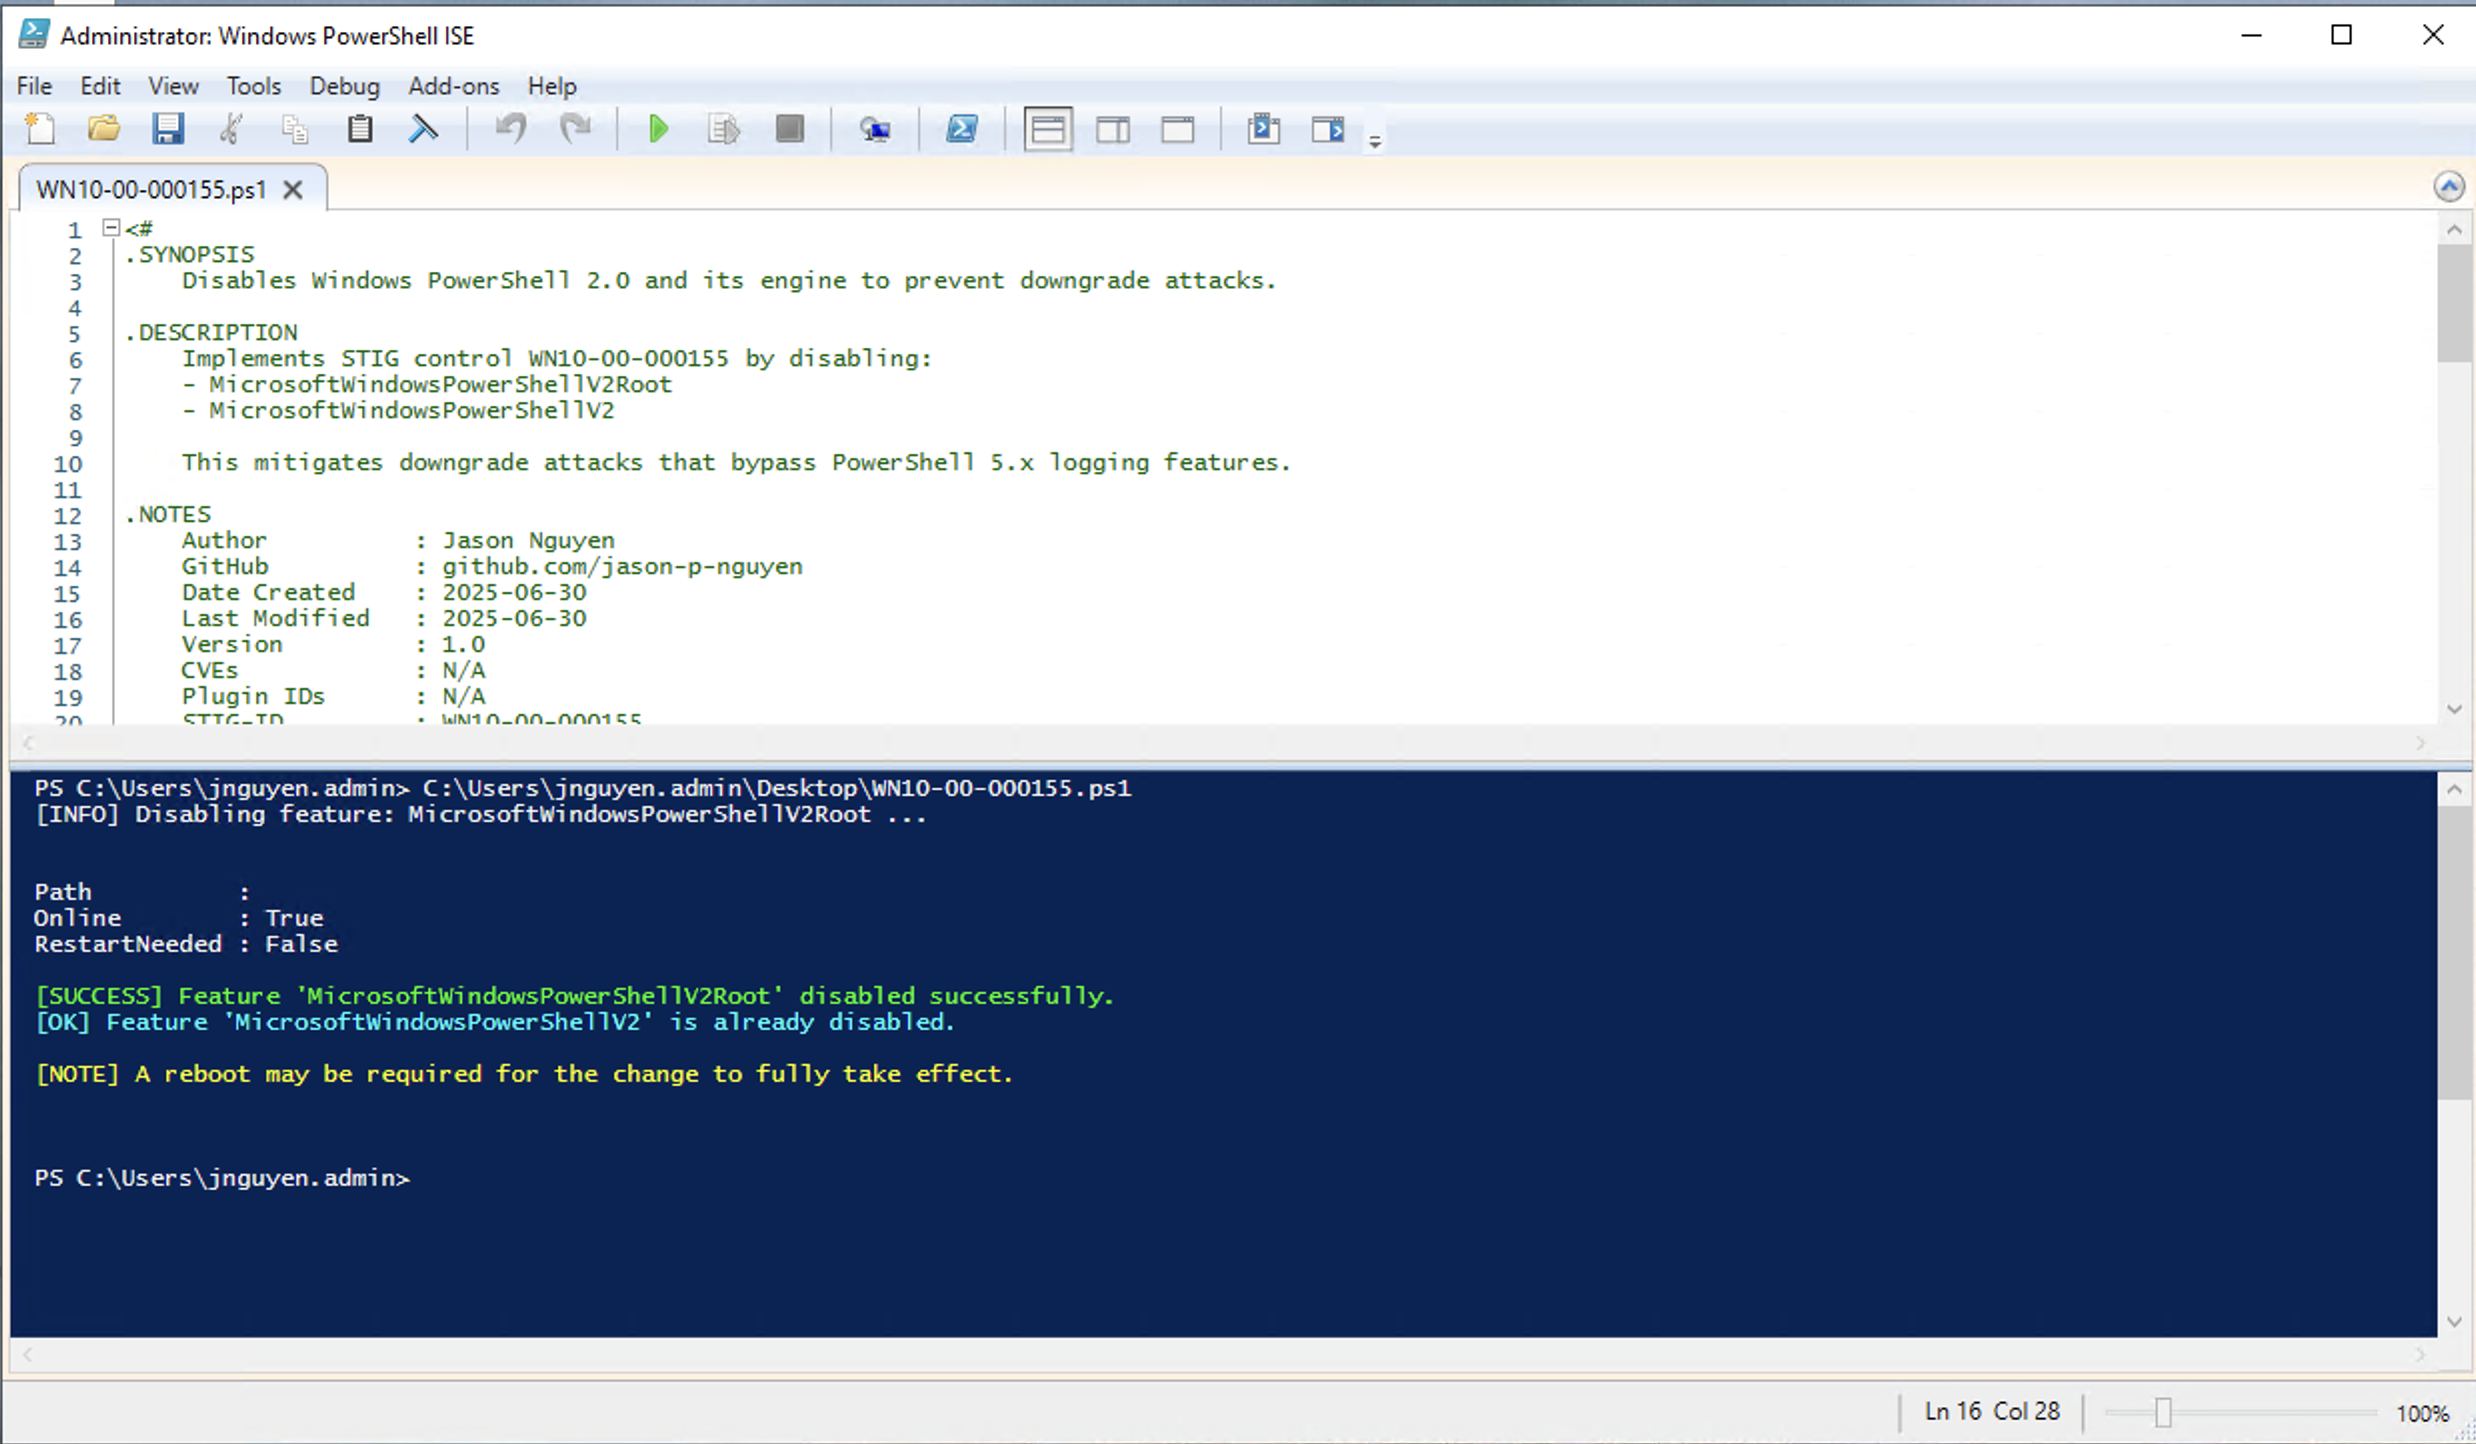 Administrator: Windows PowerShell ISE
File Edit View Tools Debug Add-ons Help
WN10-00-000155.ps1
1 <#
2 .SYNOPSIS
3 Disables Windows PowerShell 2.0 and its engine to prevent downgrade attacks.
4
5 .DESCRIPTION
6 Implements STIG control WN10-00-000155 by disabling:
7 - MicrosoftWindowsPowerShellV2Root
8 - MicrosoftWindowsPowerShellV2
9
10 This mitigates downgrade attacks that bypass PowerShell 5.x logging features.
11
12 .NOTES
13 Author : Jason Nguyen
14 GitHub : github.com/jason-p-nguyen
15 Date Created : 2025-06-30
16 Last Modified : 2025-06-30
17 Version : 1.0
18 CVEs : N/A
19 Plugin IDs : N/A
20 STIG-ID : WN10-00-000155
PS C:\Users\jnguyen.admin> C:\Users\jnguyen.admin\Desktop\WN10-00-000155.ps1
[INFO] Disabling feature: MicrosoftWindowsPowerShellV2Root ...
Path :
Online : True
RestartNeeded : False
[SUCCESS] Feature 'MicrosoftWindowsPowerShellV2Root' disabled successfully.
[OK] Feature 'MicrosoftWindowsPowerShellV2' is already disabled.
[NOTE] A reboot may be required for the change to fully take effect.
PS C:\Users\jnguyen.admin>
Ln 16 Col 28 100%